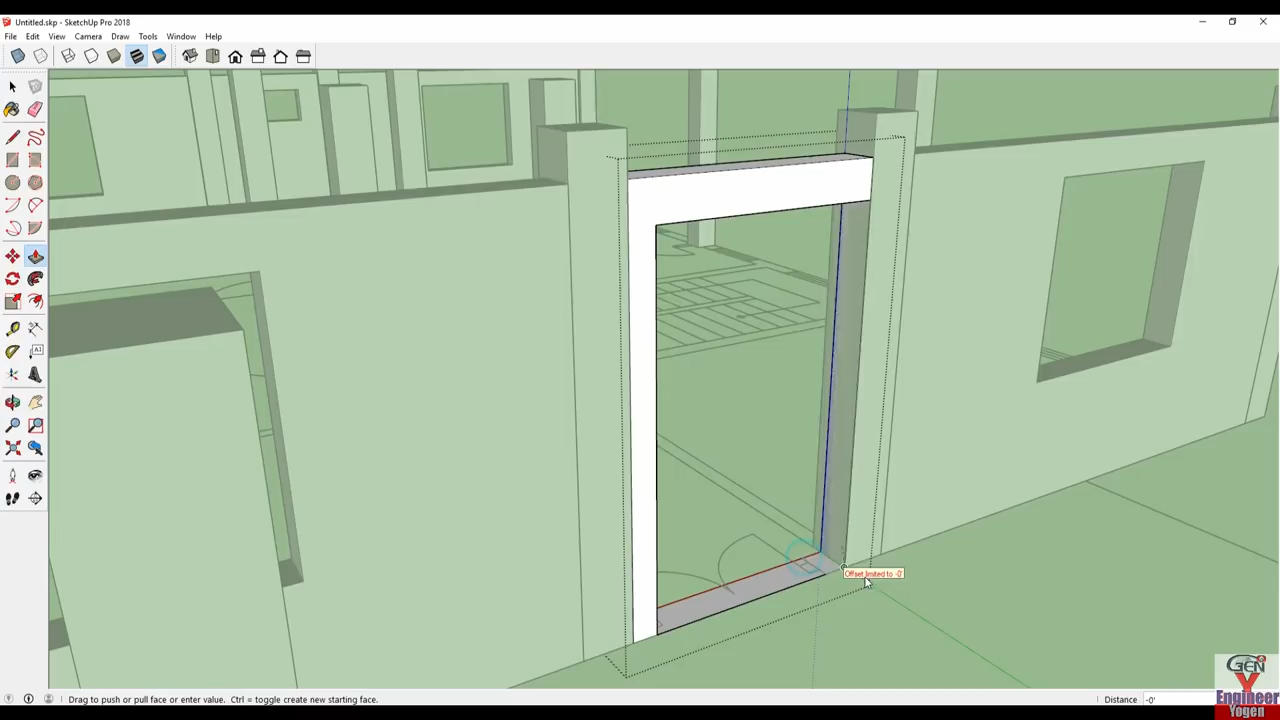 Untitled.skp - SketchUp Pro 2018
File Edit View Camera Draw Tools Window Help
Offset limited to -0'
Drag to push or pull face or enter value. Ctrl = toggle create new starting face.
Distance -0'
GEN
Y
Engineer
Yogen